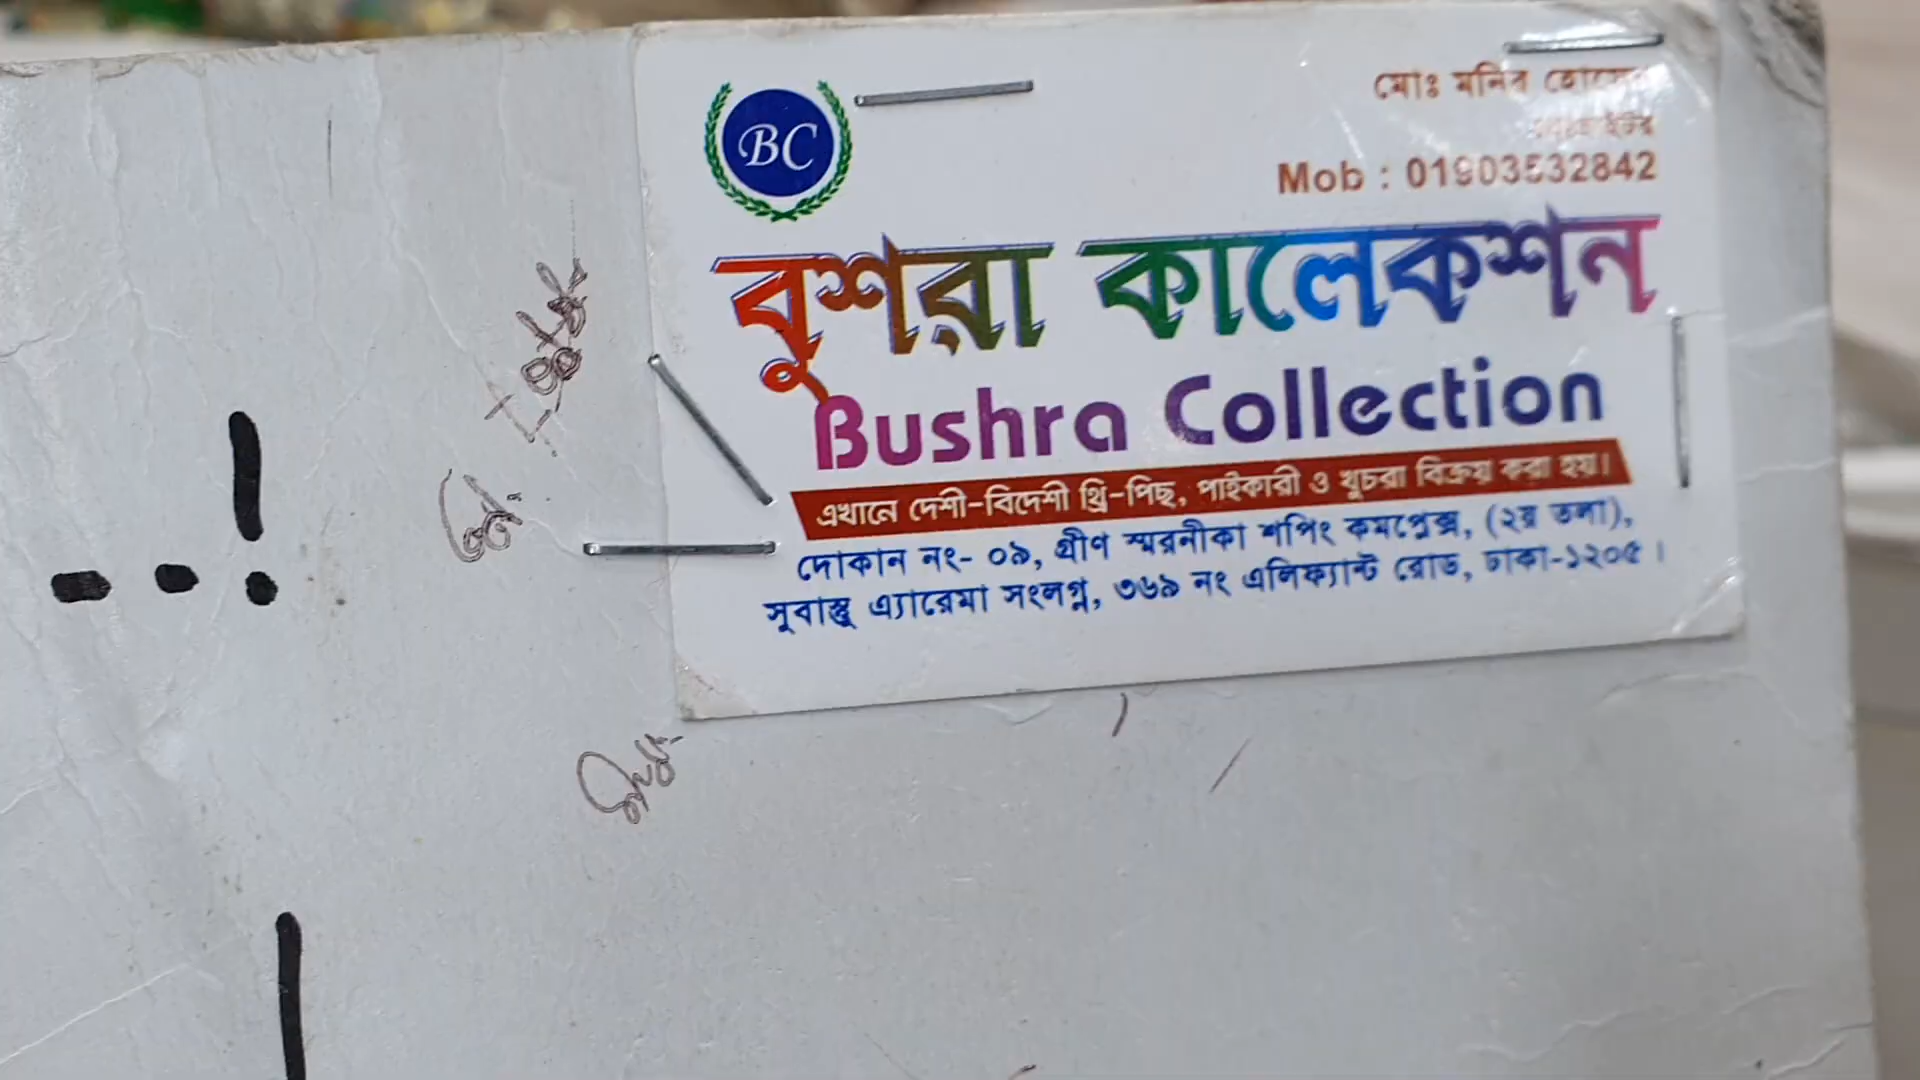 BC
মোঃ মনির হোসেন
Mob : 01903532842
বুশরা কালেকশন
Bushra Collection
এখানে দেশী-বিদেশী থ্রি-পিছ, পাইকারী ও খুচরা বিক্রয় করা হয়।
দোকান নং- ০৯, গ্রীণ স্মরনীকা শপিং কমপ্লেক্স, (২য় তলা),
সুবাস্তু এ্যারেমা সংলগ্ন, ৩৬৯ নং এলিফ্যান্ট রোড, ঢাকা-১২০৫।